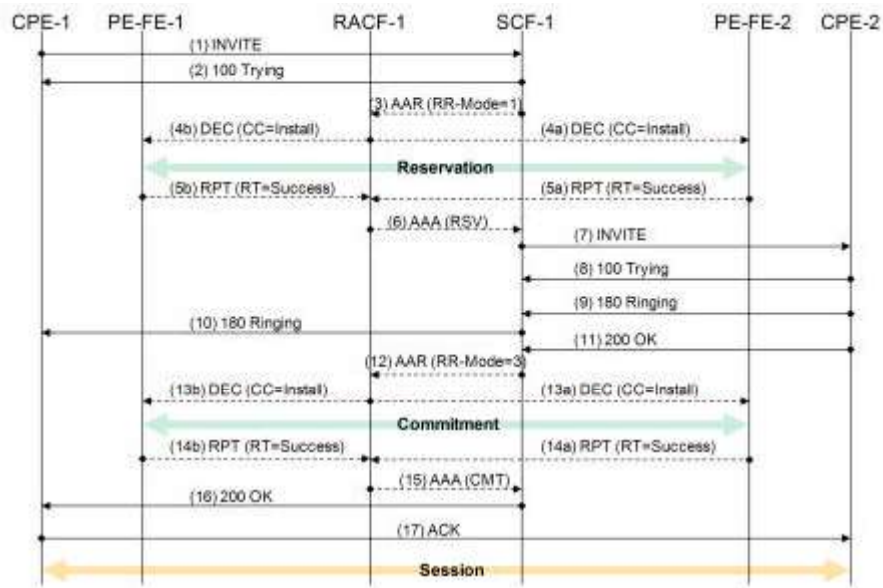 CPE-1 PE-FE-1 RACF-1 SCF-1 PE-FE-2 CPE-2
(1) INVITE
(2) 100 Trying
(3) AAR (RR-Mode=1)
(4b) DEC (CC=Install) (4a) DEC (CC=Install)
Reservation
(5b) RPT (RT=Success) (5a) RPT (RT=Success)
(6) AAA (RSV)
(7) INVITE
(8) 100 Trying
(9) 180 Ringing
(10) 180 Ringing
(11) 200 OK
(12) AAR (RR-Mode=3)
(13b) DEC (CC=Install) (13a) DEC (CC=Install)
Commitment
(14b) RPT (RT=Success) (14a) RPT (RT=Success)
(15) AAA (CMT)
(16) 200 OK
(17) ACK
Session